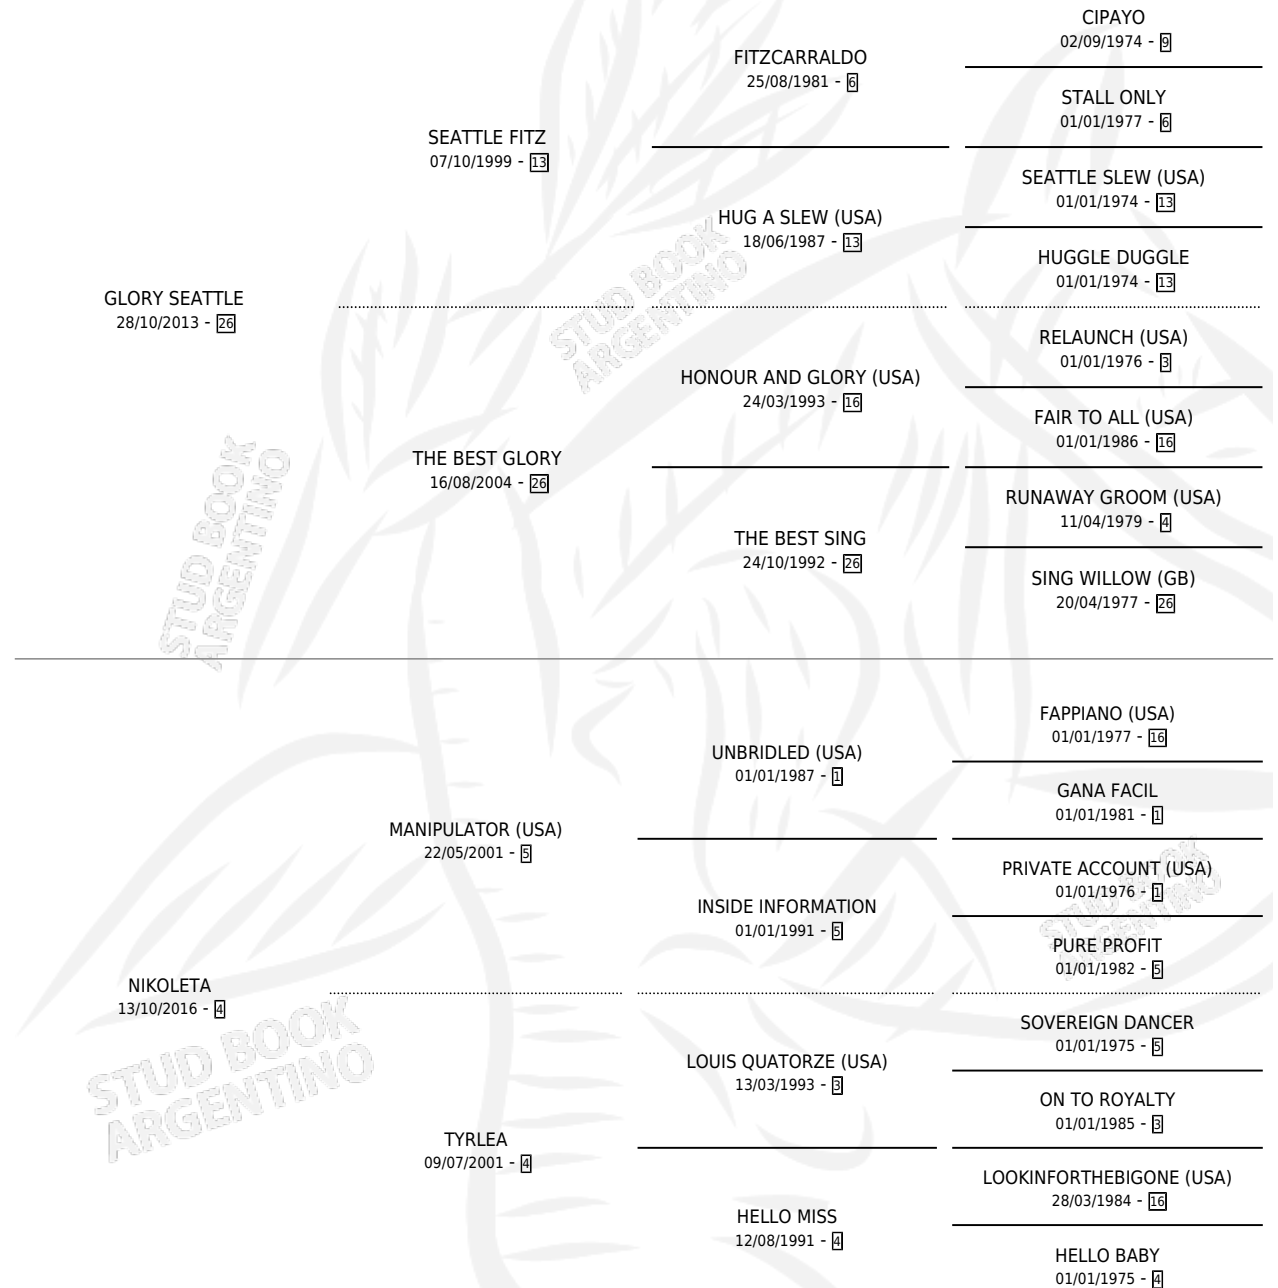 CIPAYO
02/09/1974 - 9
FITZCARRALDO
25/08/1981 - 6
STALL ONLY
01/01/1977 - 6
SEATTLE FITZ
07/10/1999 - 13
SEATTLE SLEW (USA)
01/01/1974 - 13
HUG A SLEW (USA)
18/06/1987 - 13
HUGGLE DUGGLE
01/01/1974 - 13
GLORY SEATTLE
28/10/2013 - 26
STUD BOOK
ARGENTINO
RELAUNCH (USA)
01/01/1976 - 3
HONOUR AND GLORY (USA)
24/03/1993 - 16
FAIR TO ALL (USA)
01/01/1986 - 16
THE BEST GLORY
16/08/2004 - 26
RUNAWAY GROOM (USA)
11/04/1979 - 4
THE BEST SING
24/10/1992 - 26
SING WILLOW (GB)
20/04/1977 - 26
STUD BOOK
ARGENTINO
FAPPIANO (USA)
01/01/1977 - 16
UNBRIDLED (USA)
01/01/1987 - 1
GANA FACIL
01/01/1981 - 1
MANIPULATOR (USA)
22/05/2001 - 5
PRIVATE ACCOUNT (USA)
01/01/1976 - 1
INSIDE INFORMATION
01/01/1991 - 5
STUD BOOK
ARGENTINO
PURE PROFIT
01/01/1982 - 5
NIKOLETA
13/10/2016 - 4
SOVEREIGN DANCER
01/01/1975 - 5
LOUIS QUATORZE (USA)
13/03/1993 - 3
ON TO ROYALTY
01/01/1985 - 3
STUD BOOK
ARGENTINO
TYRLEA
09/07/2001 - 4
LOOKINFORTHEBIGONE (USA)
28/03/1984 - 16
HELLO MISS
12/08/1991 - 4
HELLO BABY
01/01/1975 - 4